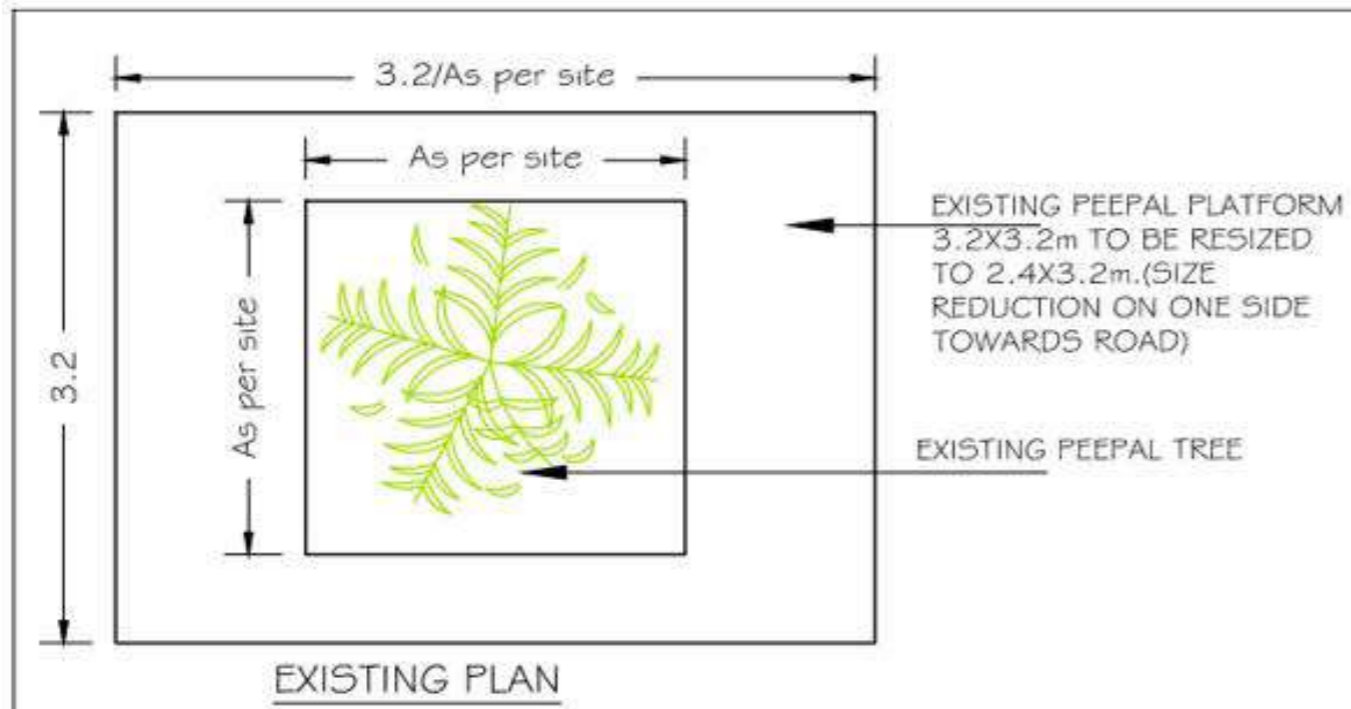 3.2/As per site
As per site
As per site
3.2
EXISTING PEEPAL PLATFORM
3.2X3.2m TO BE RESIZED
TO 2.4X3.2m.(SIZE
REDUCTION ON ONE SIDE
TOWARDS ROAD)
EXISTING PEEPAL TREE
EXISTING PLAN